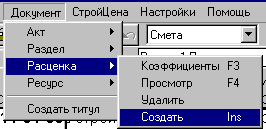 Документ СтройЦена Настройки Помощь
Акт
Смета
Раздел
Расценка
Коэффициенты F3
Ресурс
Просмотр F4
Удалить
Создать титул
Создать Ins